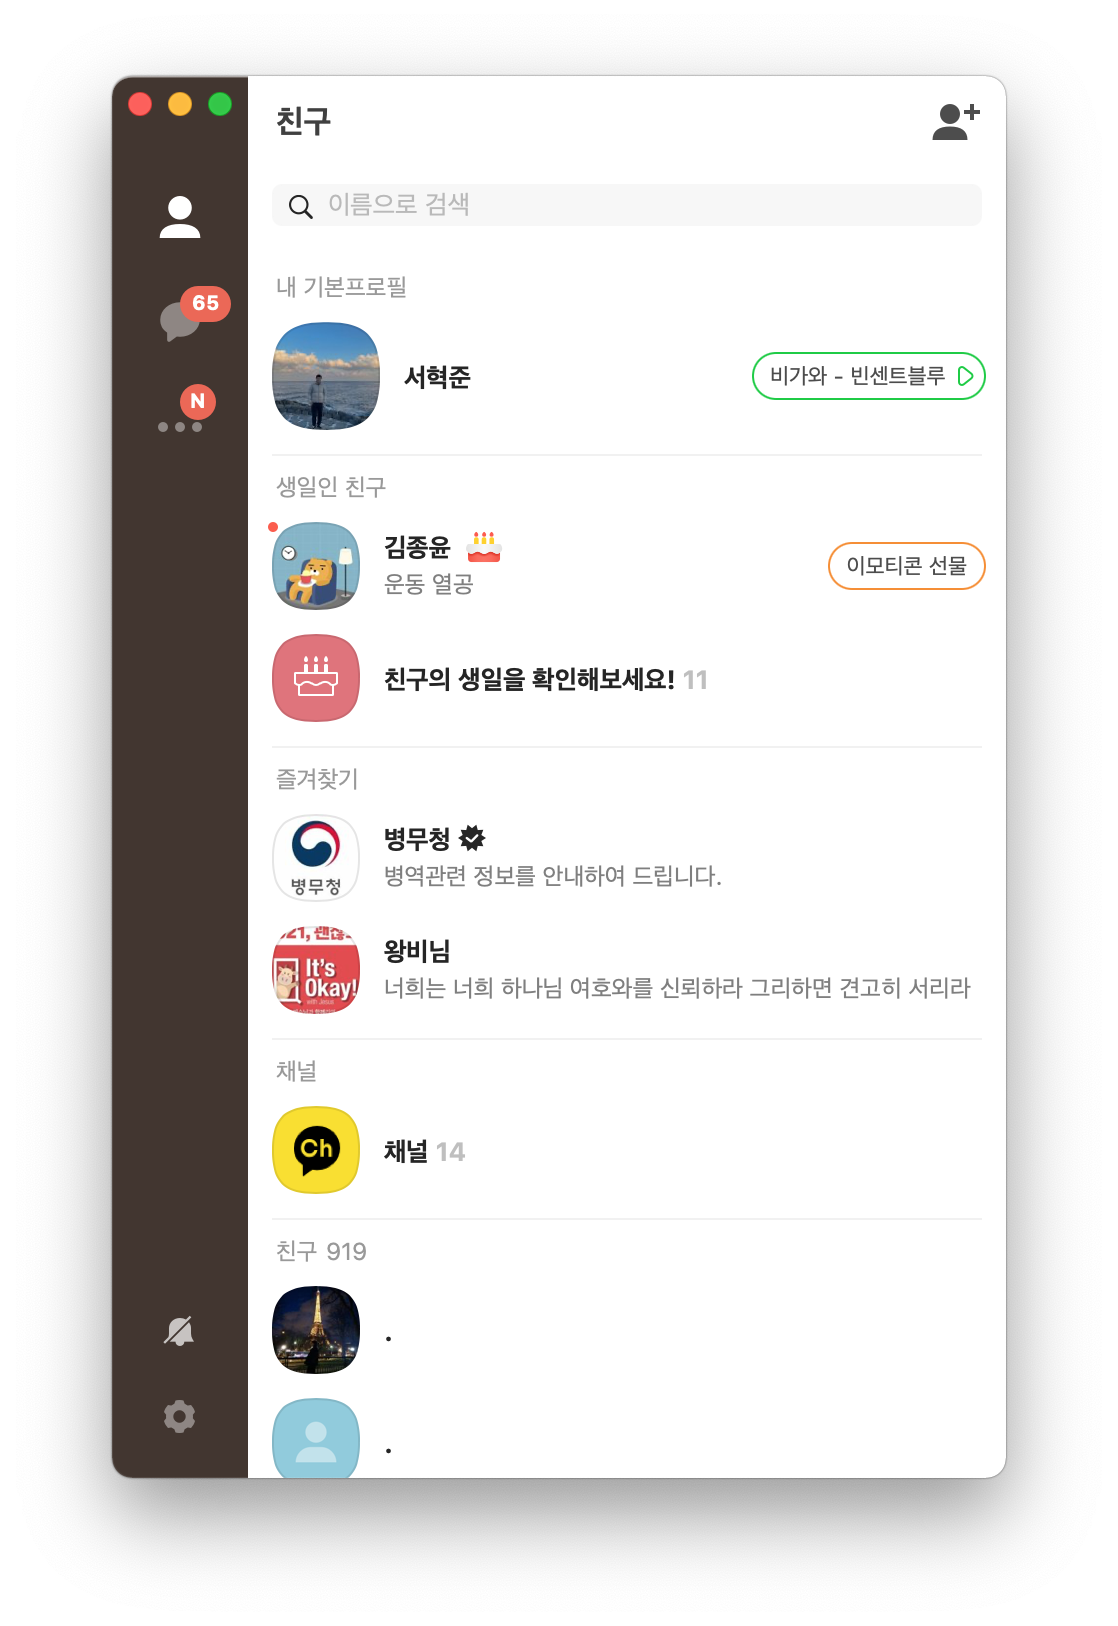 친구
이름으로 검색
65
N
내 기본프로필
서혁준
비가와 - 빈센트블루
생일인 친구
김종윤
운동 열공
이모티콘 선물
친구의 생일을 확인해보세요! 11
즐겨찾기
병무청
병무청
병역관련 정보를 안내하여 드립니다.
21,
It's
Okay!
with Jesus
왕비님
너희는 너희 하나님 여호와를 신뢰하라 그리하면 견고히 서리라
채널
Ch
채널 14
친구 919
.
.